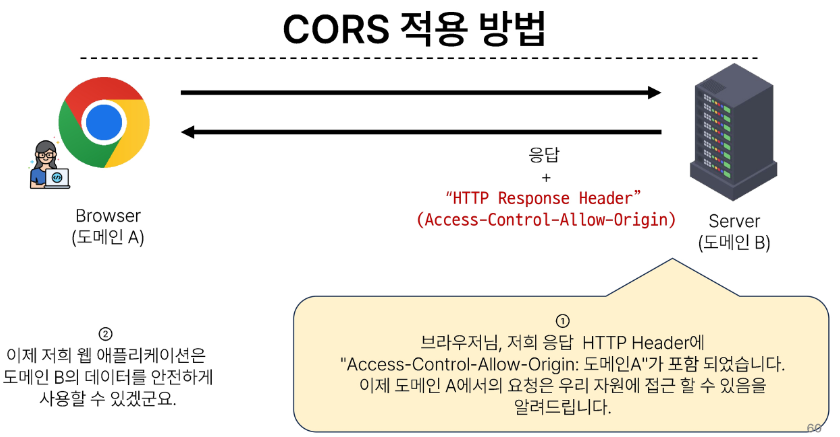 CORS 적용 방법
응답
+
“HTTP Response Header”
(Access-Control-Allow-Origin)
Browser
(도메인 A)
Server
(도메인 B)
①
브라우저님, 저희 응답 HTTP Header에
"Access-Control-Allow-Origin: 도메인A"가 포함 되었습니다.
이제 도메인 A에서의 요청은 우리 자원에 접근 할 수 있음을
알려드립니다.
②
이제 저희 웹 애플리케이션은
도메인 B의 데이터를 안전하게
사용할 수 있겠군요.
60